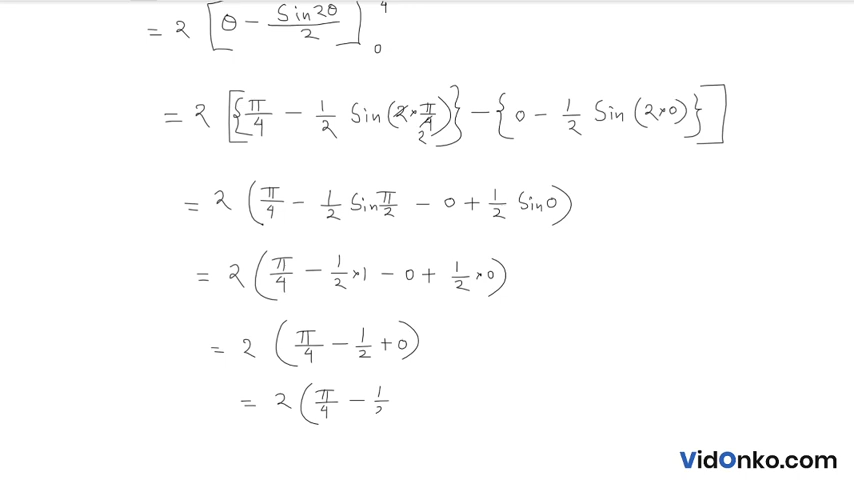 = 2 [θ − Sin2θ/2]₀ 4
= 2 [{π/4 − 1/2 Sin(2×π/4)2} − {0 − 1/2 Sin(2×0)}]
= 2 (π/4 − 1/2 Sin π/2 − 0 + 1/2 Sin0)
= 2 (π/4 − 1/2×1 − 0 + 1/2×0)
= 2 (π/4 − 1/2 + 0)
= 2 (π/4 − 1/2
VidOnko.com